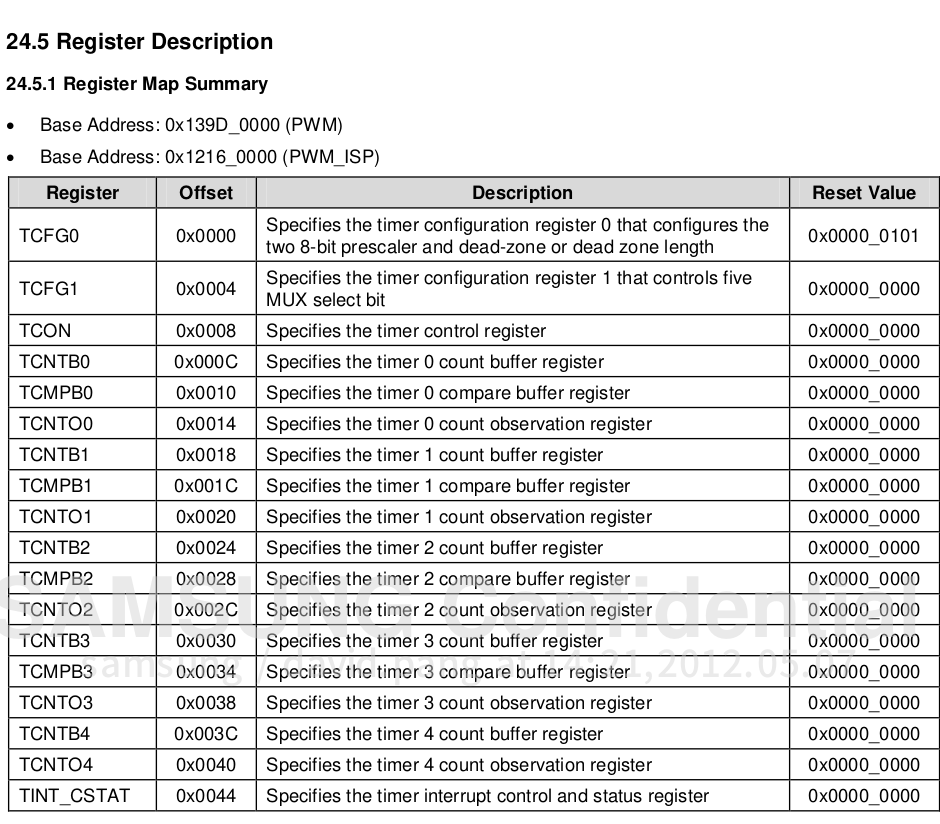 24.5 Register Description
24.5.1 Register Map Summary
• Base Address: 0x139D_0000 (PWM)
• Base Address: 0x1216_0000 (PWM_ISP)
Register Offset Description Reset Value
TCFG0 0x0000 Specifies the timer configuration register 0 that configures the two 8-bit prescaler and dead-zone or dead zone length 0x0000_0101
TCFG1 0x0004 Specifies the timer configuration register 1 that controls five MUX select bit 0x0000_0000
TCON 0x0008 Specifies the timer control register 0x0000_0000
TCNTB0 0x000C Specifies the timer 0 count buffer register 0x0000_0000
TCMPB0 0x0010 Specifies the timer 0 compare buffer register 0x0000_0000
TCNTO0 0x0014 Specifies the timer 0 count observation register 0x0000_0000
TCNTB1 0x0018 Specifies the timer 1 count buffer register 0x0000_0000
TCMPB1 0x001C Specifies the timer 1 compare buffer register 0x0000_0000
TCNTO1 0x0020 Specifies the timer 1 count observation register 0x0000_0000
TCNTB2 0x0024 Specifies the timer 2 count buffer register 0x0000_0000
TCMPB2 0x0028 Specifies the timer 2 compare buffer register 0x0000_0000
SAMSUNG Confidential
TCNTO2 0x002C Specifies the timer 2 count observation register 0x0000_0000
TCNTB3 0x0030 Specifies the timer 3 count buffer register 0x0000_0000
samsung / david.pang at 14:21,2012.05.07
TCMPB3 0x0034 Specifies the timer 3 compare buffer register 0x0000_0000
TCNTO3 0x0038 Specifies the timer 3 count observation register 0x0000_0000
TCNTB4 0x003C Specifies the timer 4 count buffer register 0x0000_0000
TCNTO4 0x0040 Specifies the timer 4 count observation register 0x0000_0000
TINT_CSTAT 0x0044 Specifies the timer interrupt control and status register 0x0000_0000